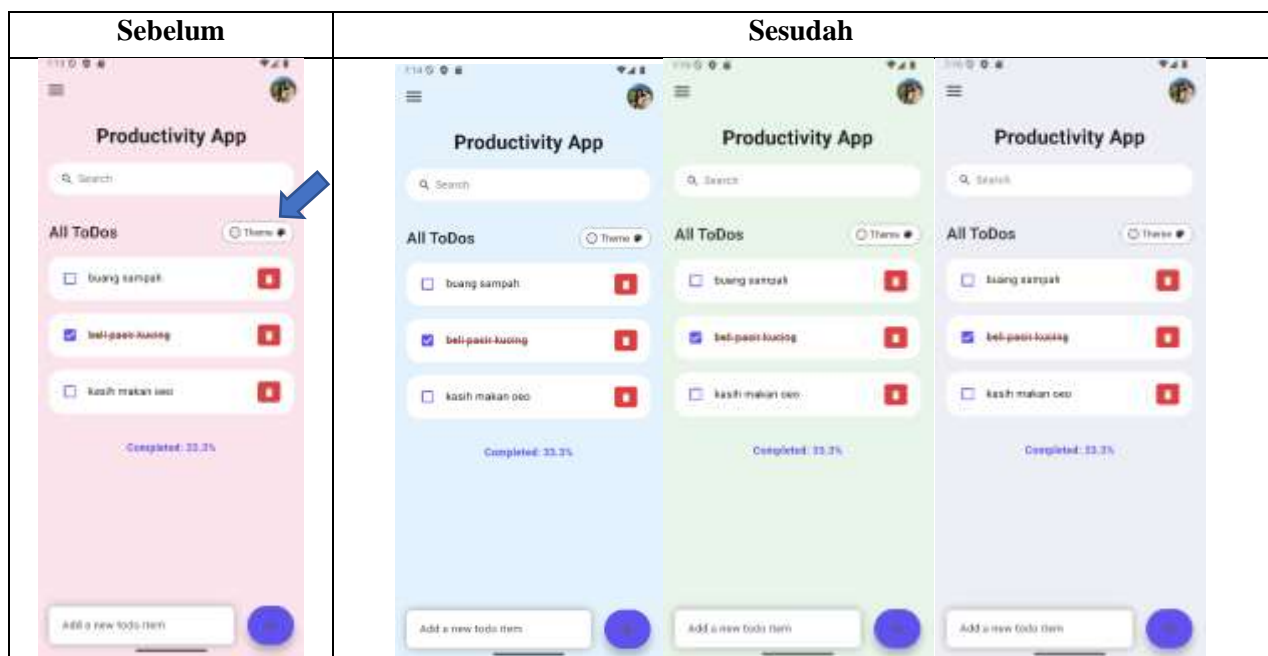 Sebelum
Sesudah
Productivity App
Search
All ToDos
Theme
buang sampah
beli pasir kucing
kasih makan oeo
Completed: 33.3%
Add a new todo item
1:14
Productivity App
Search
All ToDos
Theme
buang sampah
beli pasir kucing
kasih makan oeo
Completed: 33.3%
Add a new todo item
Productivity App
Search
All ToDos
Theme
buang sampah
beli pasir kucing
kasih makan oeo
Completed: 33.3%
Add a new todo item
Productivity App
Search
All ToDos
Theme
buang sampah
beli pasir kucing
kasih makan oeo
Completed: 33.3%
Add a new todo item